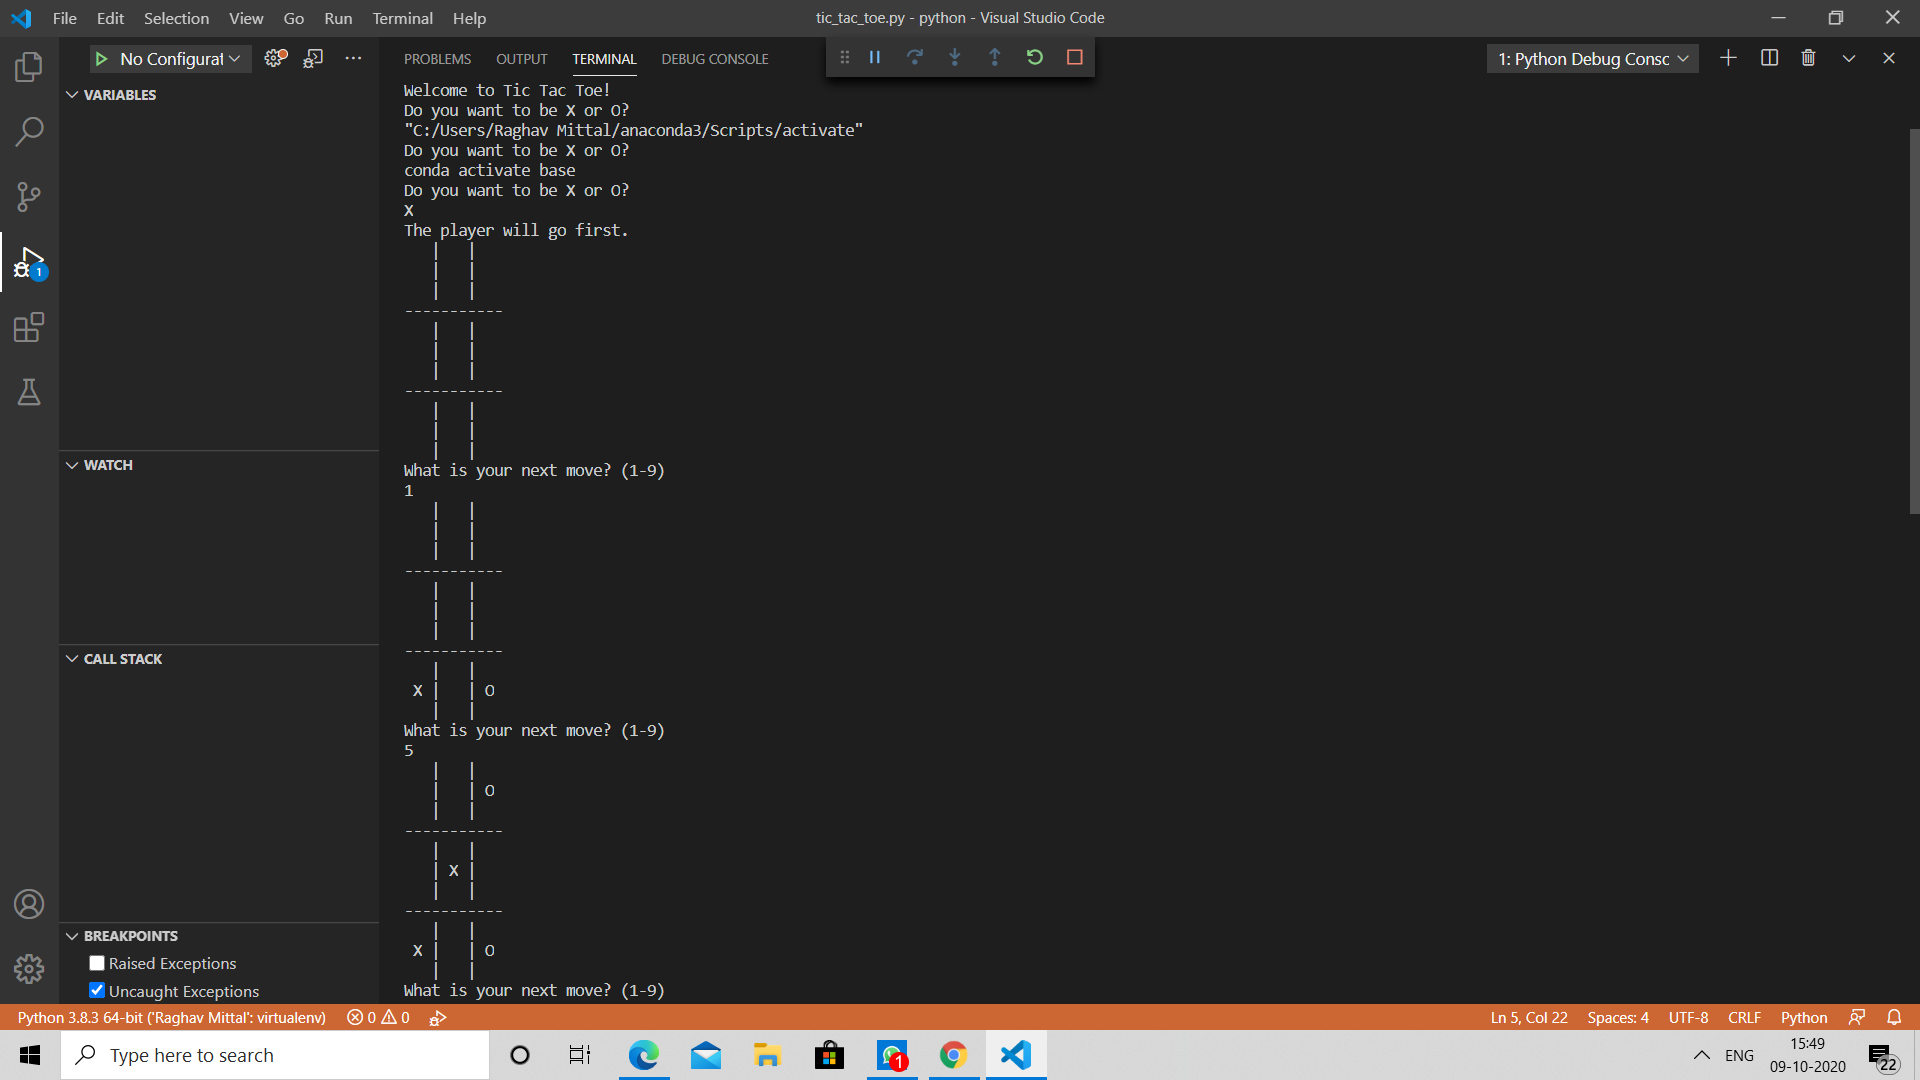 File Edit Selection View Go Run Terminal Help
tic_tac_toe.py - python - Visual Studio Code
No Configurat
PROBLEMS OUTPUT TERMINAL DEBUG CONSOLE
1: Python Debug Consc
VARIABLES
WATCH
CALL STACK
BREAKPOINTS
Raised Exceptions
Uncaught Exceptions
1
Welcome to Tic Tac Toe!
Do you want to be X or O?
"C:/Users/Raghav Mittal/anaconda3/Scripts/activate"
Do you want to be X or O?
conda activate base
Do you want to be X or O?
X
The player will go first.
   |   |
   |   |
   |   |
-----------
   |   |
   |   |
   |   |
-----------
   |   |
   |   |
   |   |
What is your next move? (1-9)
1
   |   |
   |   |
   |   |
-----------
   |   |
   |   |
   |   |
-----------
   |   |
 X |   | O
   |   |
What is your next move? (1-9)
5
   |   |
   |   | O
   |   |
-----------
   |   |
   | X |
   |   |
-----------
   |   |
 X |   | O
   |   |
What is your next move? (1-9)
Python 3.8.3 64-bit ('Raghav Mittal': virtualenv) 0 0
Ln 5, Col 22 Spaces: 4 UTF-8 CRLF Python
Type here to search
1
ENG
15:49
09-10-2020
22